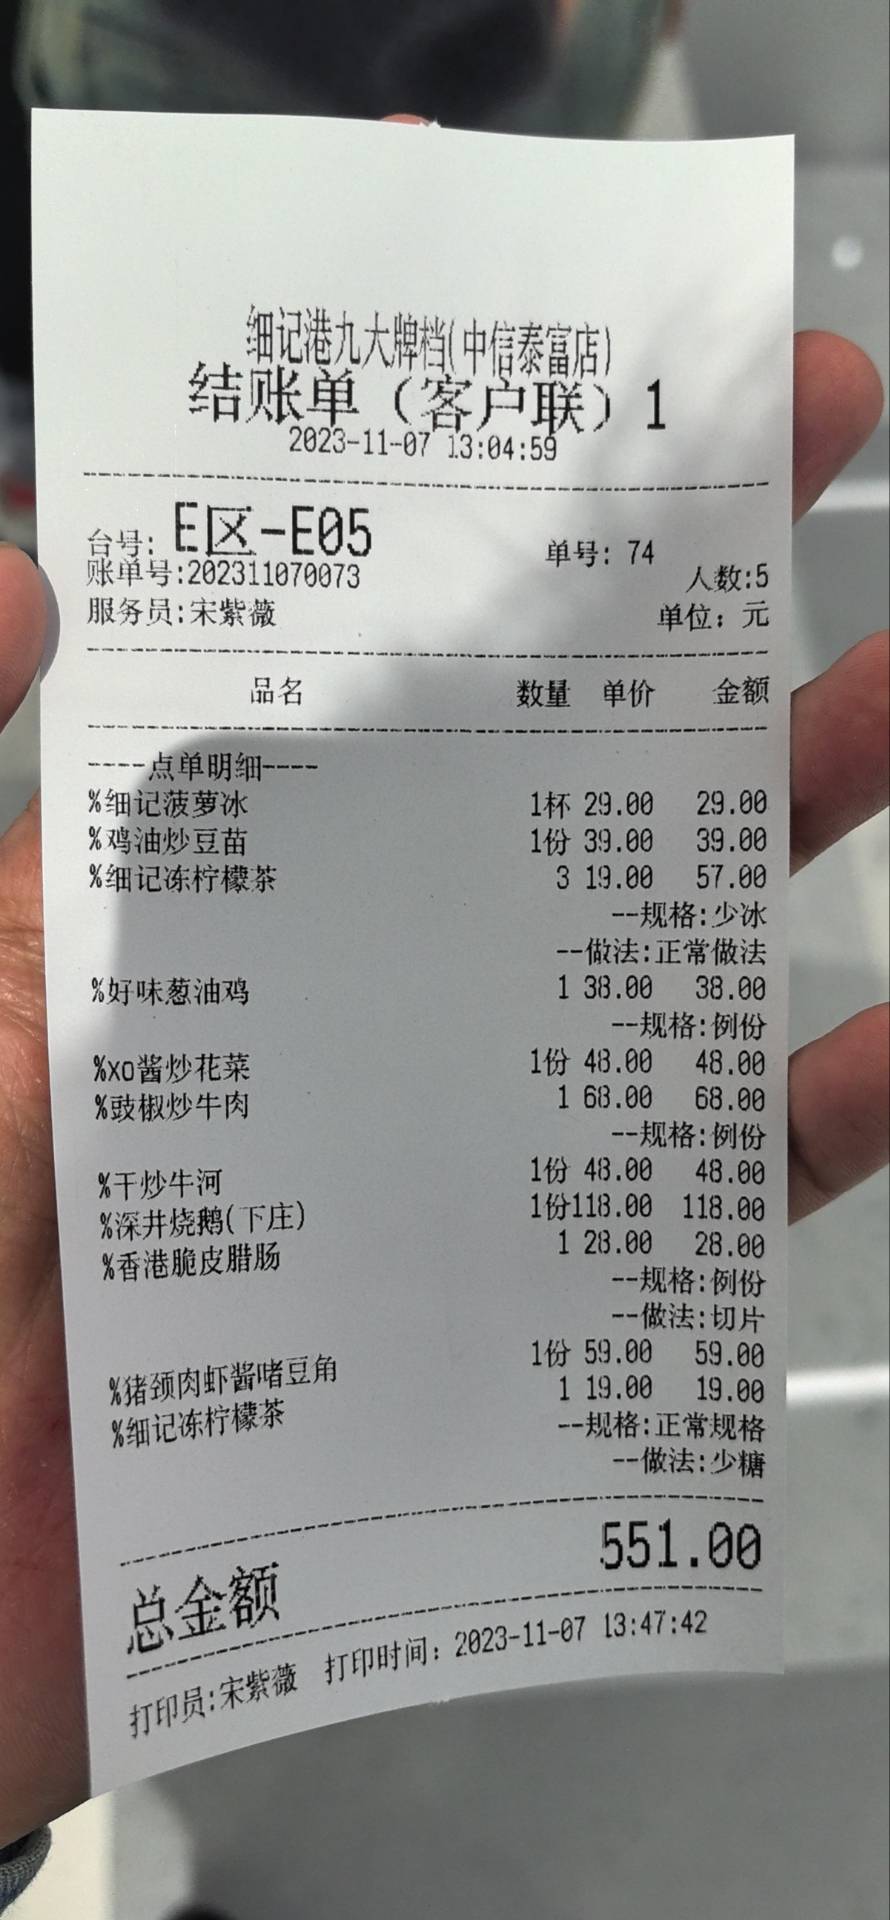 细记港九大牌档(中信泰富店)
结账单（客户联）1
2023-11-07 13:04:59
台号: E区-E05 单号: 74
账单号:202311070073 人数:5
服务员:宋紫薇 单位: 元
品名 数量 单价 金额
----点单明细----
%细记菠萝冰 1杯 29.00 29.00
%鸡油炒豆苗 1份 39.00 39.00
%细记冻柠檬茶 3 19.00 57.00
--规格:少冰
--做法:正常做法
%好味葱油鸡 1 38.00 38.00
--规格:例份
%xo酱炒花菜 1份 48.00 48.00
%豉椒炒牛肉 1 68.00 68.00
--规格:例份
%干炒牛河 1份 48.00 48.00
%深井烧鹅(下庄) 1份118.00 118.00
%香港脆皮腊肠 1 28.00 28.00
--规格:例份
--做法:切片
%猪颈肉虾酱啫豆角 1份 59.00 59.00
%细记冻柠檬茶 1 19.00 19.00
--规格:正常规格
--做法:少糖
总金额 551.00
打印员:宋紫薇 打印时间: 2023-11-07 13:47:42